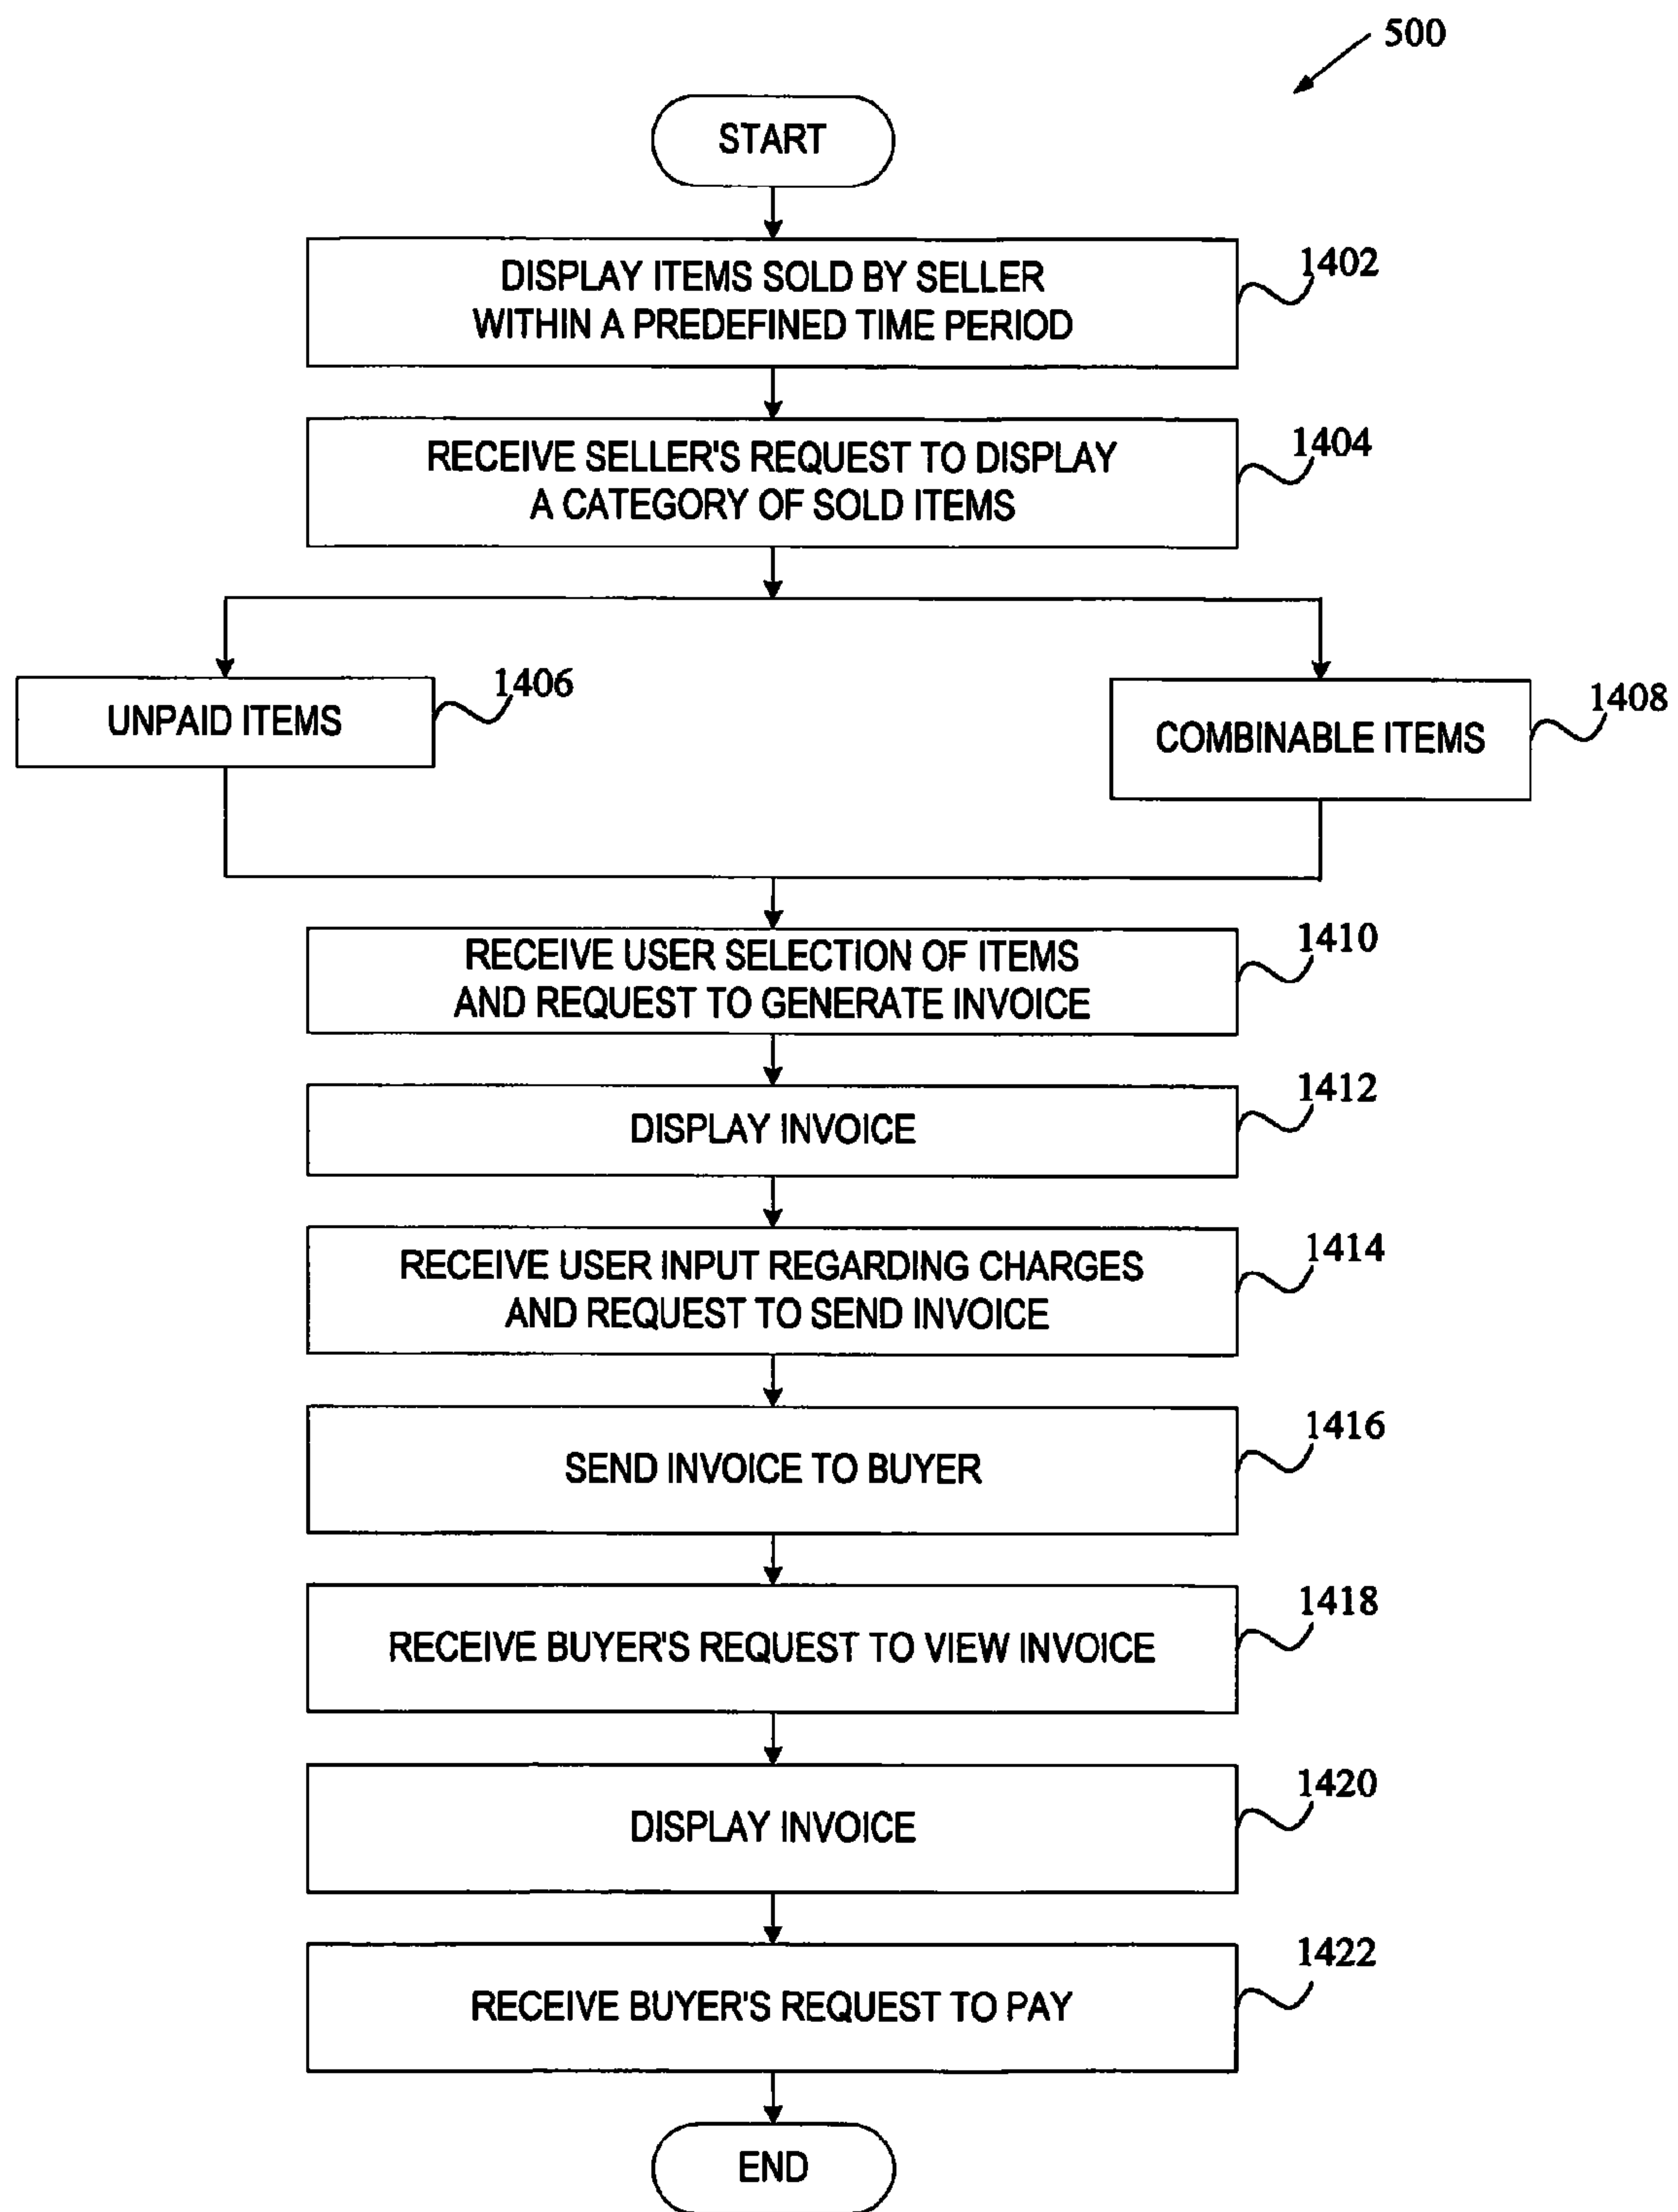 500
START
DISPLAY ITEMS SOLD BY SELLER
WITHIN A PREDEFINED TIME PERIOD
1402
RECEIVE SELLER'S REQUEST TO DISPLAY
A CATEGORY OF SOLD ITEMS
1404
UNPAID ITEMS
1406
COMBINABLE ITEMS
1408
RECEIVE USER SELECTION OF ITEMS
AND REQUEST TO GENERATE INVOICE
1410
DISPLAY INVOICE
1412
RECEIVE USER INPUT REGARDING CHARGES
AND REQUEST TO SEND INVOICE
1414
SEND INVOICE TO BUYER
1416
RECEIVE BUYER'S REQUEST TO VIEW INVOICE
1418
DISPLAY INVOICE
1420
RECEIVE BUYER'S REQUEST TO PAY
1422
END